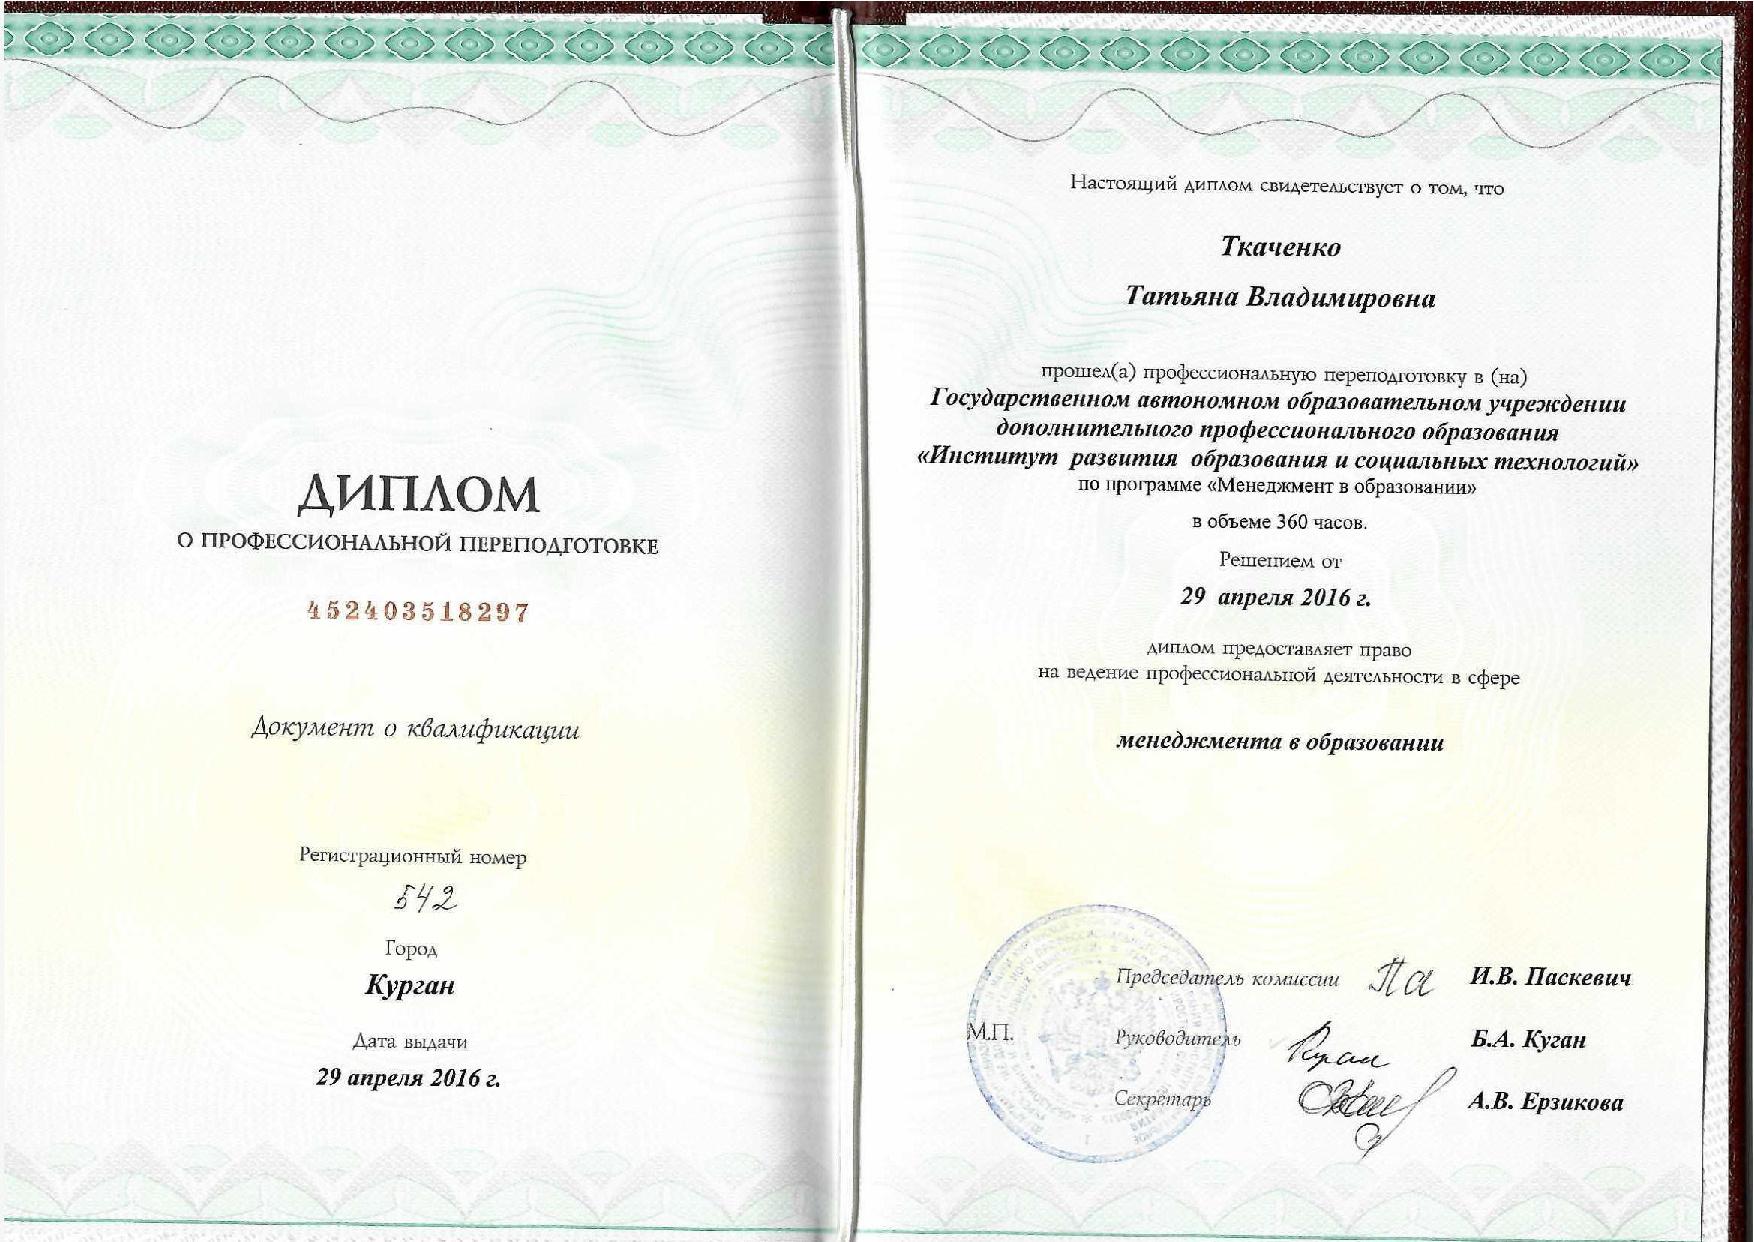 ДИПЛОМ
О ПРОФЕССИОНАЛЬНОЙ ПЕРЕПОДГОТОВКЕ
452403518297
Документ о квалификации
Регистрационный номер
542
Город
Курган
Дата выдачи
29 апреля 2016 г.
Настоящий диплом свидетельствует о том, что
Ткаченко
Татьяна Владимировна
прошел(а) профессиональную переподготовку в (на)
Государственном автономном образовательном учреждении
дополнительного профессионального образования
«Институт развития образования и социальных технологий»
по программе «Менеджмент в образовании»
в объеме 360 часов.
Решением от
29 апреля 2016 г.
диплом предоставляет право
на ведение профессиональной деятельности в сфере
менеджмента в образовании
Председатель комиссии И.В. Паскевич
М.П. Руководитель Б.А. Куган
Секретарь А.В. Ерзикова